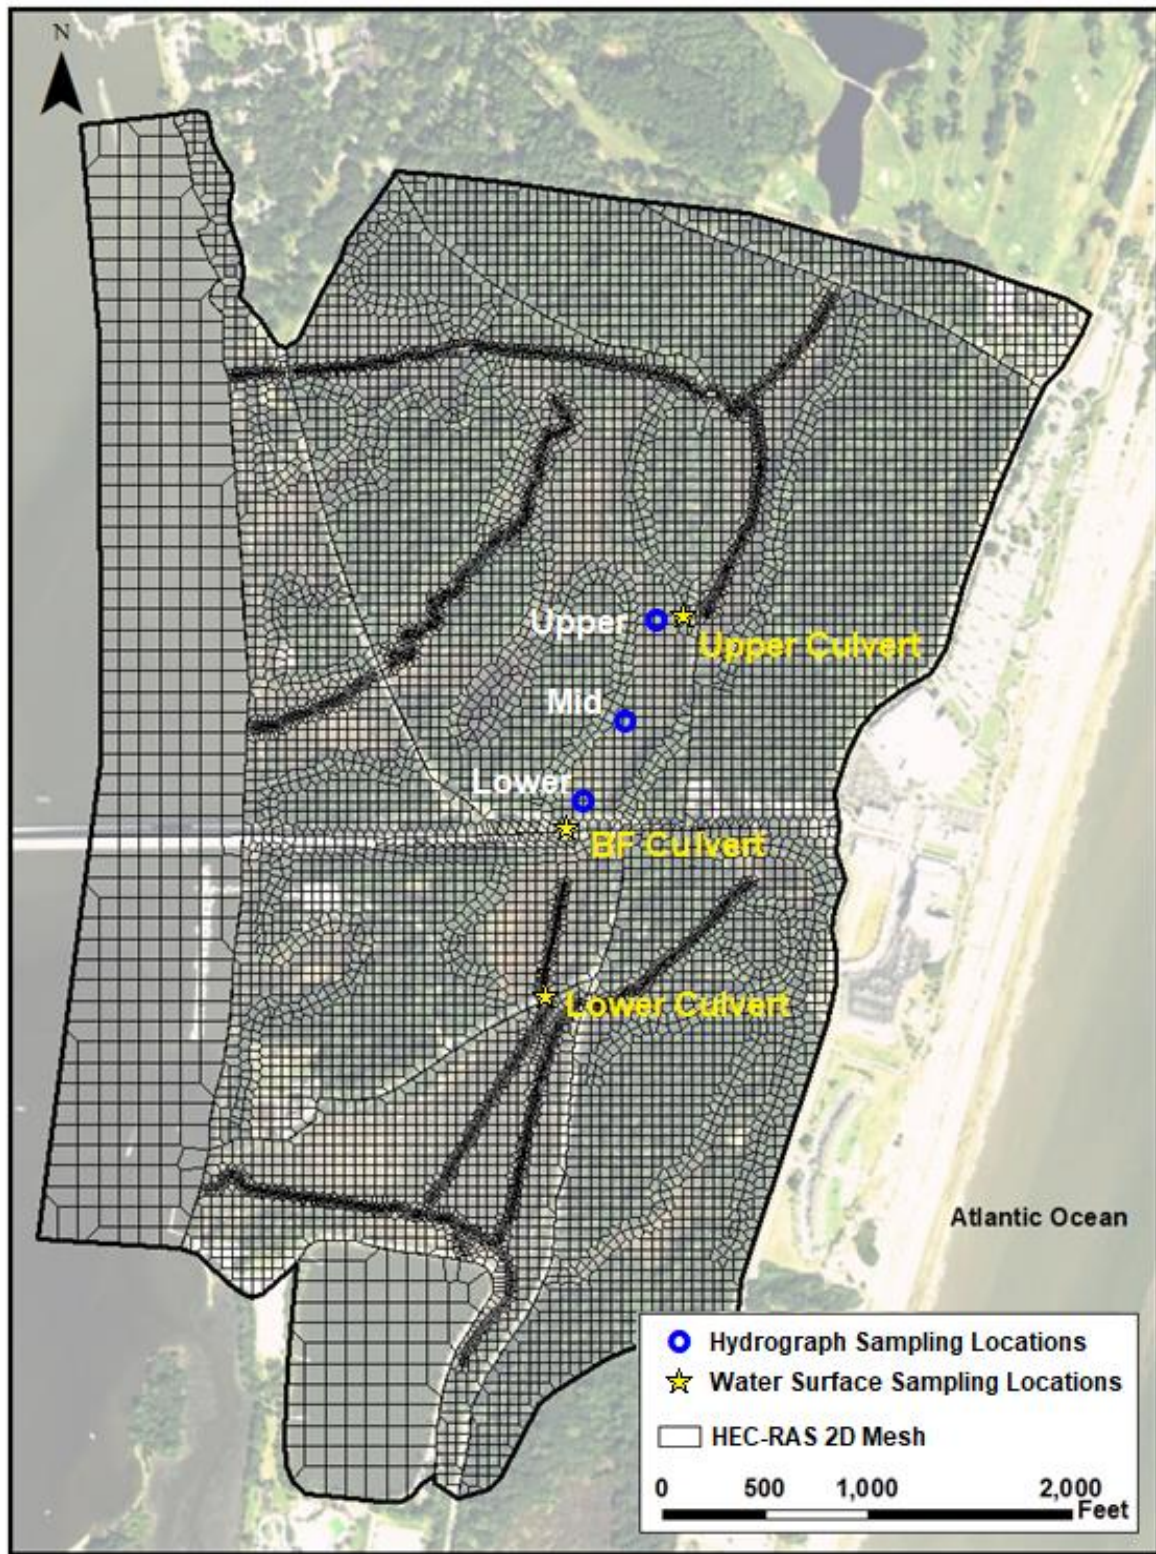 N
Upper
Upper Culvert
Mid
Lower
BF Culvert
Lower Culvert
Atlantic Ocean
Hydrograph Sampling Locations
Water Surface Sampling Locations
HEC-RAS 2D Mesh
0 500 1,000 2,000
Feet